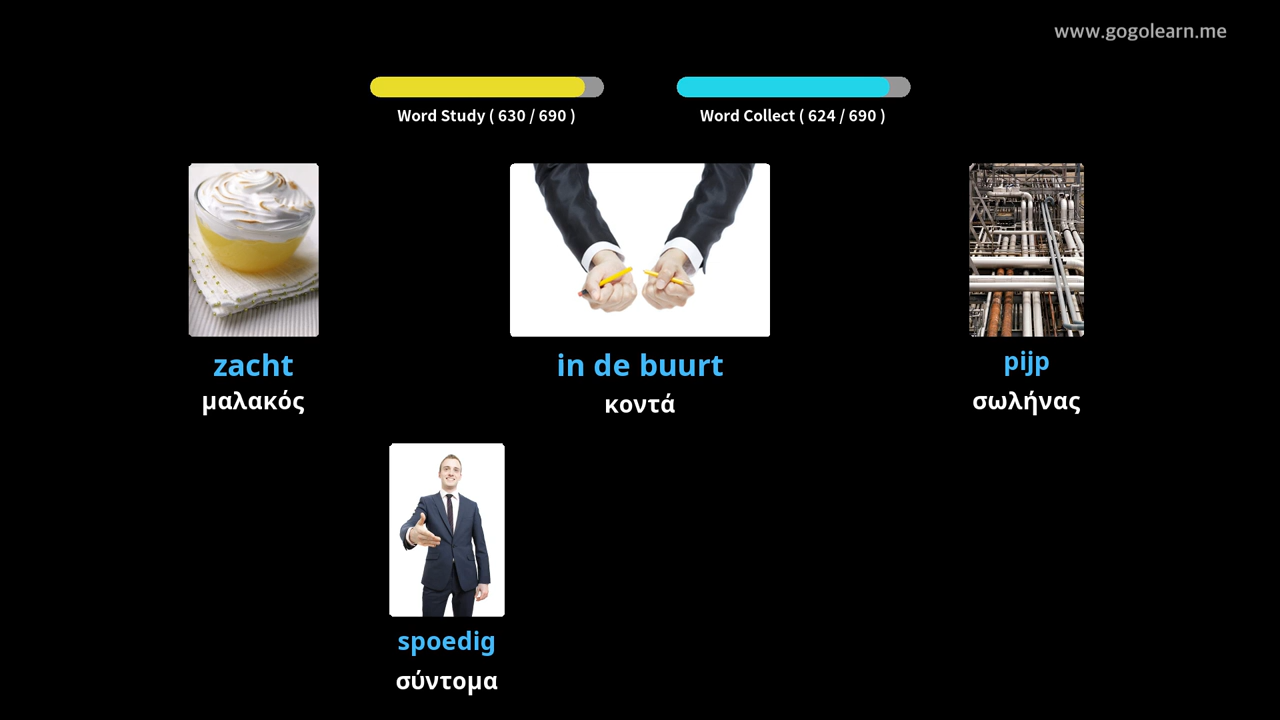 www.gogolearn.me
Word Study ( 630 / 690 )
Word Collect ( 624 / 690 )
zacht
μαλακός
in de buurt
κοντά
pijp
σωλήνας
spoedig
σύντομα